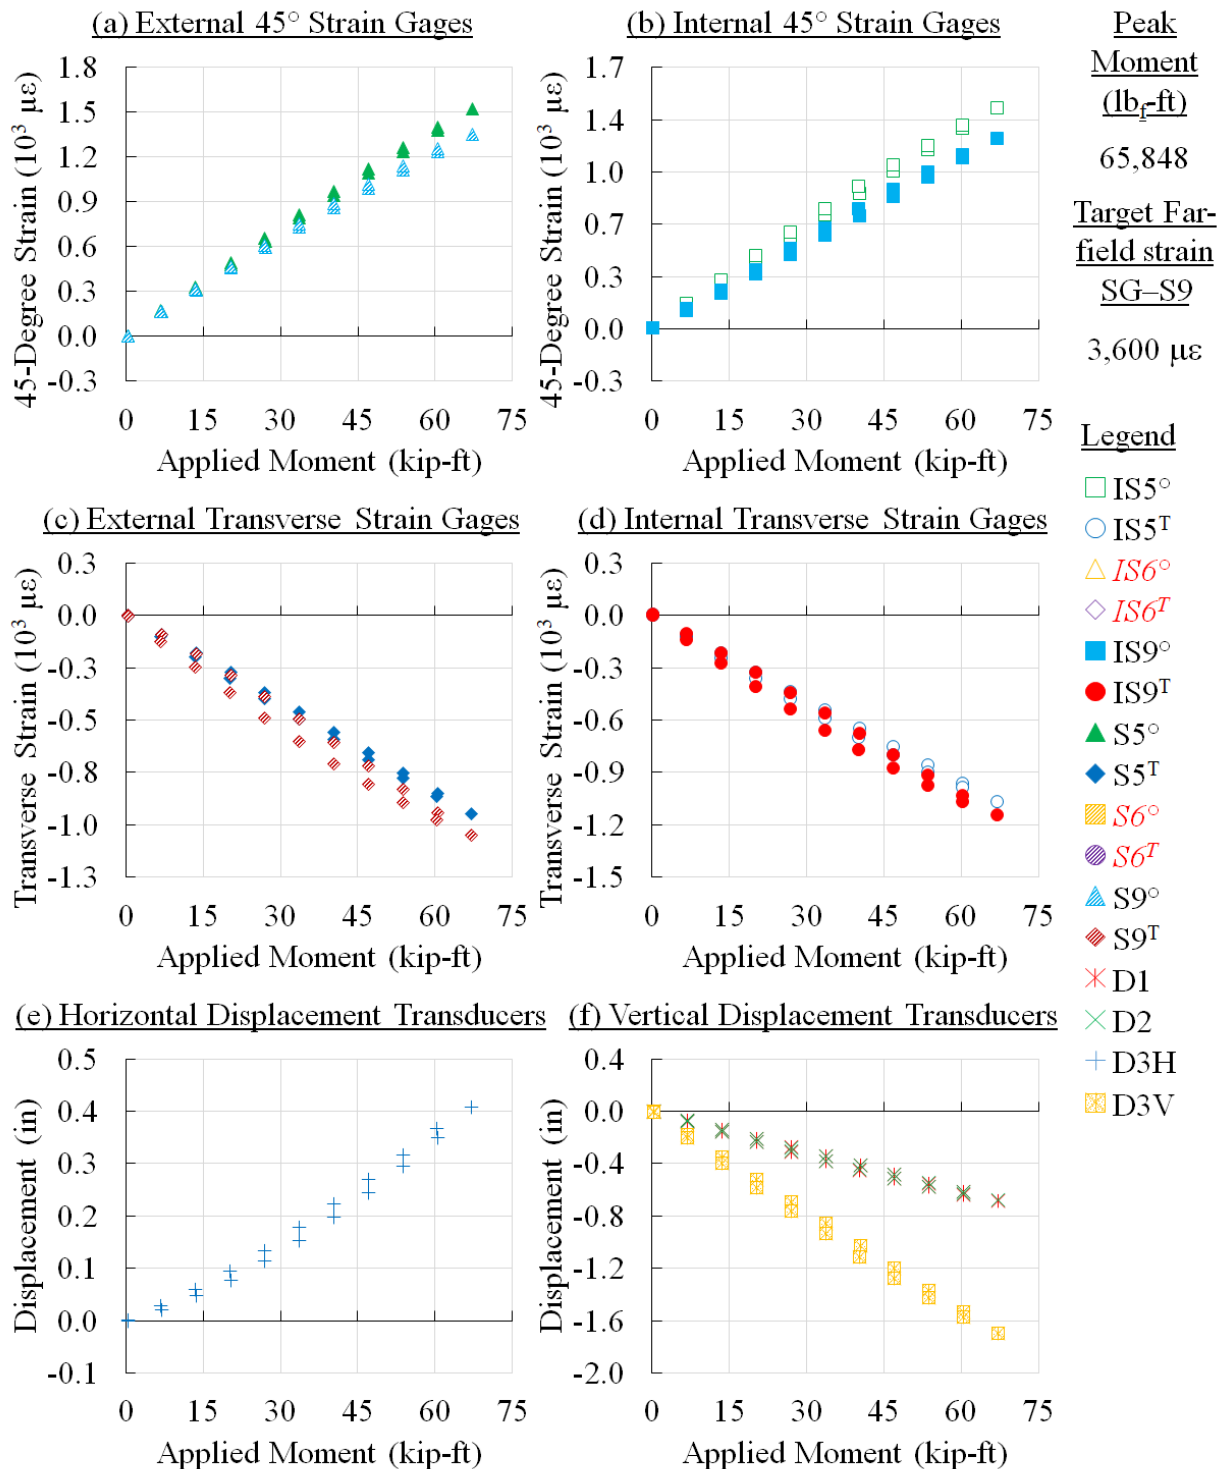 (a) External 45° Strain Gages
1.8
1.5
1.2
0.9
0.6
0.3
0.0
-0.3
45-Degree Strain (10³ µε)
0 15 30 45 60 75
Applied Moment (kip-ft)
(b) Internal 45° Strain Gages
1.7
1.4
1.0
0.7
0.3
0.0
-0.3
45-Degree Strain (10³ µε)
0 15 30 45 60 75
Applied Moment (kip-ft)
Peak
Moment
(lb_f-ft)
65,848
Target Far-
field strain
SG–S9
3,600 µε
(c) External Transverse Strain Gages
0.3
0.0
-0.3
-0.5
-0.8
-1.0
-1.3
Transverse Strain (10³ µε)
0 15 30 45 60 75
Applied Moment (kip-ft)
(d) Internal Transverse Strain Gages
0.3
0.0
-0.3
-0.6
-0.9
-1.2
-1.5
Transverse Strain (10³ µε)
0 15 30 45 60 75
Applied Moment (kip-ft)
(e) Horizontal Displacement Transducers
0.5
0.4
0.3
0.2
0.1
0.0
-0.1
Displacement (in)
0 15 30 45 60 75
Applied Moment (kip-ft)
(f) Vertical Displacement Transducers
0.4
0.0
-0.4
-0.8
-1.2
-1.6
-2.0
Displacement (in)
0 15 30 45 60 75
Applied Moment (kip-ft)
Legend
IS5°
IS5ᵀ
IS6°
IS6ᵀ
IS9°
IS9ᵀ
S5°
S5ᵀ
S6°
S6ᵀ
S9°
S9ᵀ
D1
D2
D3H
D3V